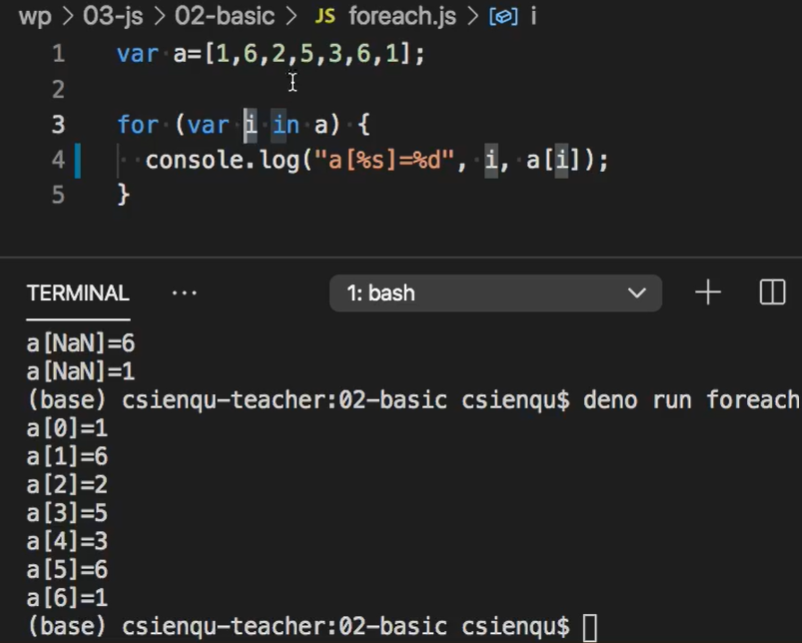 wp > 03-js > 02-basic > JS foreach.js > i
1 var a=[1,6,2,5,3,6,1];
2
3 for (var i in a) {
4 console.log("a[%s]=%d", i, a[i]);
5 }
TERMINAL ··· 1: bash
a[NaN]=6
a[NaN]=1
(base) csienqu-teacher:02-basic csienqu$ deno run foreach
a[0]=1
a[1]=6
a[2]=2
a[3]=5
a[4]=3
a[5]=6
a[6]=1
(base) csienqu-teacher:02-basic csienqu$